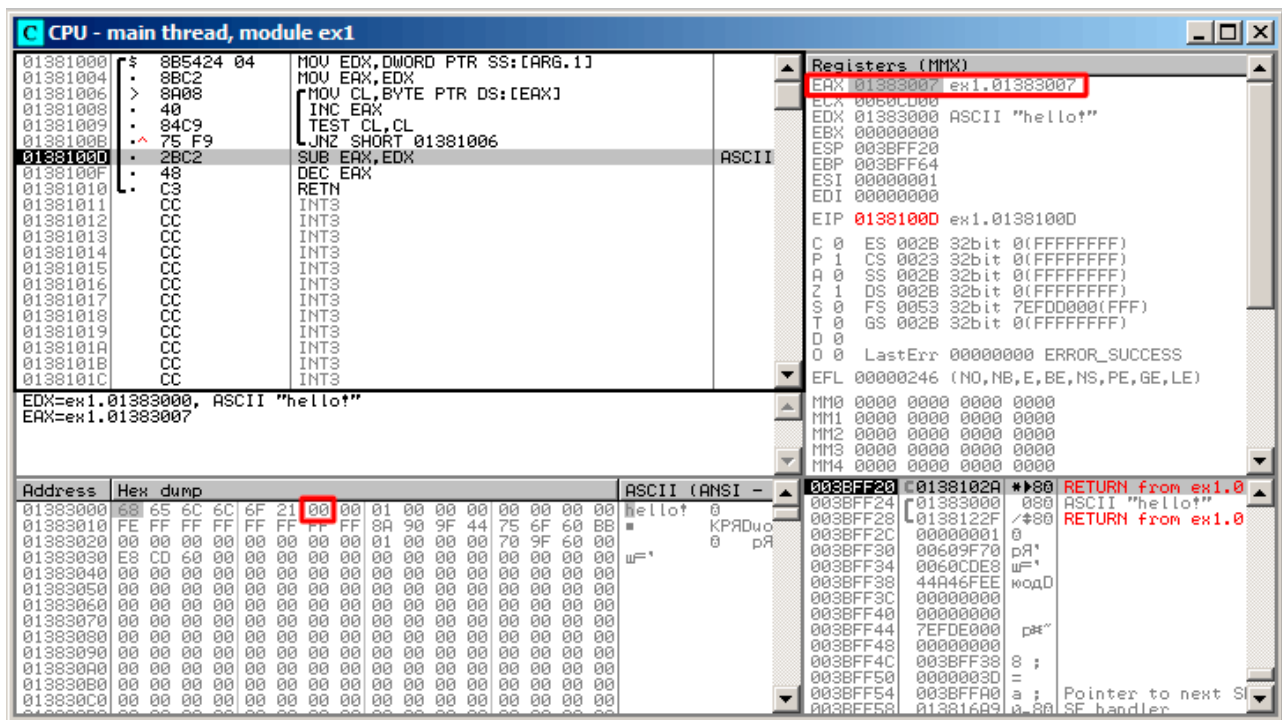 C CPU - main thread, module ex1
01381000 $ 8B5424 04 MOV EDX,DWORD PTR SS:[ARG.1]
01381004 . 8BC2 MOV EAX,EDX
01381006 > 8A08 MOV CL,BYTE PTR DS:[EAX]
01381008 . 40 INC EAX
01381009 . 84C9 TEST CL,CL
0138100B .^ 75 F9 JNZ SHORT 01381006
0138100D . 2BC2 SUB EAX,EDX ASCII
0138100F . 48 DEC EAX
01381010 . C3 RETN
01381011 CC INT3
01381012 CC INT3
01381013 CC INT3
01381014 CC INT3
01381015 CC INT3
01381016 CC INT3
01381017 CC INT3
01381018 CC INT3
01381019 CC INT3
0138101A CC INT3
0138101B CC INT3
0138101C CC INT3
EDX=ex1.01383000, ASCII "hello!"
EAX=ex1.01383007
Registers (MMX)
EAX 01383007 ex1.01383007
ECX 0060CD00
EDX 01383000 ASCII "hello!"
EBX 00000000
ESP 003BFF20
EBP 003BFF64
ESI 00000001
EDI 00000000
EIP 0138100D ex1.0138100D
C 0 ES 002B 32bit 0(FFFFFFFF)
P 1 CS 0023 32bit 0(FFFFFFFF)
A 0 SS 002B 32bit 0(FFFFFFFF)
Z 1 DS 002B 32bit 0(FFFFFFFF)
S 0 FS 0053 32bit 7EFDD000(FFF)
T 0 GS 002B 32bit 0(FFFFFFFF)
D 0
O 0 LastErr 00000000 ERROR_SUCCESS
EFL 00000246 (NO,NB,E,BE,NS,PE,GE,LE)
MM0 0000 0000 0000 0000
MM1 0000 0000 0000 0000
MM2 0000 0000 0000 0000
MM3 0000 0000 0000 0000
MM4 0000 0000 0000 0000
Address Hex dump ASCII (ANSI -
01383000 68 65 6C 6C 6F 21 00 00 01 00 00 00 00 00 00 00 hello!
01383010 FE FF FF FF FF FF FF FF 8A 90 9F 44 75 6F 60 BB КРЯDuo
01383020 00 00 00 00 00 00 00 00 01 00 00 00 70 9F 60 00 pЯ
01383030 E8 CD 60 00 00 00 00 00 00 00 00 00 00 00 00 00 ш='
01383040 00 00 00 00 00 00 00 00 00 00 00 00 00 00 00 00
01383050 00 00 00 00 00 00 00 00 00 00 00 00 00 00 00 00
01383060 00 00 00 00 00 00 00 00 00 00 00 00 00 00 00 00
01383070 00 00 00 00 00 00 00 00 00 00 00 00 00 00 00 00
01383080 00 00 00 00 00 00 00 00 00 00 00 00 00 00 00 00
01383090 00 00 00 00 00 00 00 00 00 00 00 00 00 00 00 00
013830A0 00 00 00 00 00 00 00 00 00 00 00 00 00 00 00 00
013830B0 00 00 00 00 00 00 00 00 00 00 00 00 00 00 00 00
013830C0 00 00 00 00 00 00 00 00 00 00 00 00 00 00 00 00
003BFF20 0138102A RETURN from ex1.0
003BFF24 01383000 ASCII "hello!"
003BFF28 0138122F RETURN from ex1.0
003BFF2C 00000001
003BFF30 00609F70 pЯ'
003BFF34 0060CDE8 ш='
003BFF38 44A46FEE юодD
003BFF3C 00000000
003BFF40 00000000
003BFF44 7EFDE000
003BFF48 00000000
003BFF4C 003BFF38 8 ;
003BFF50 0000003D =
003BFF54 003BFFA0 a ; Pointer to next S
003BFF58 013816A9 SE handler